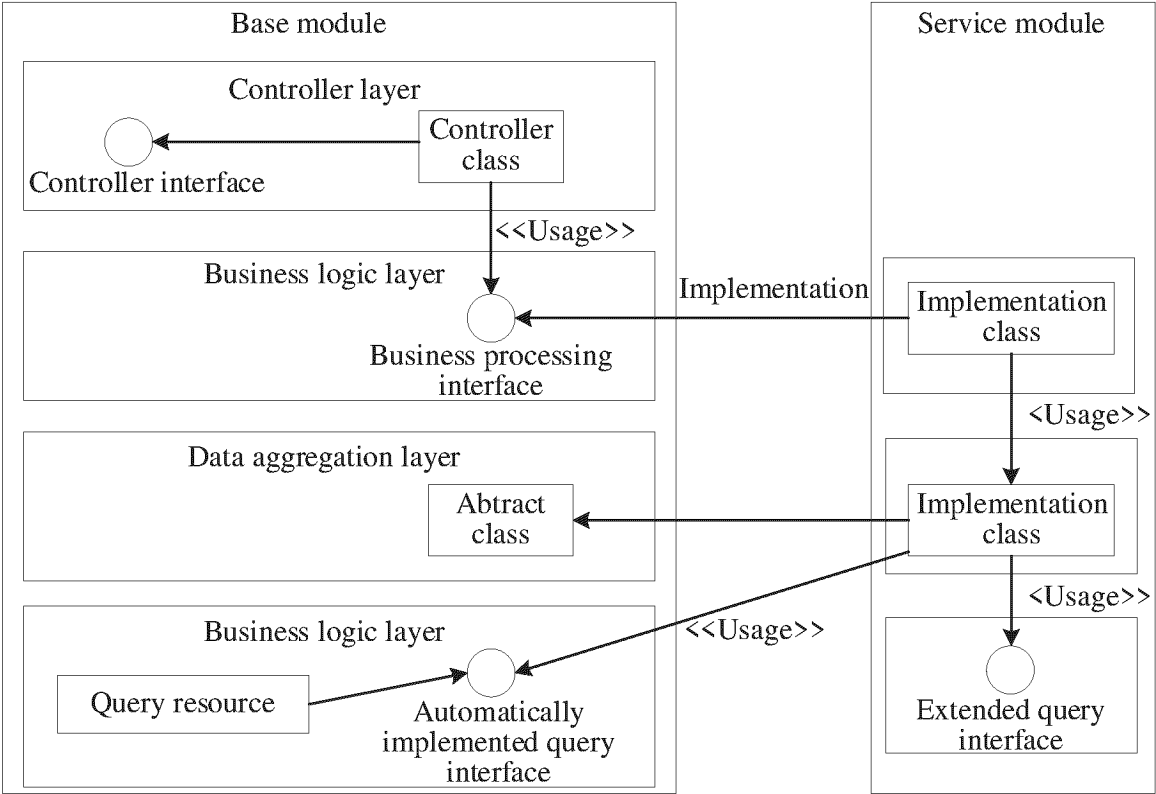 Base module
Service module
Controller layer
Controller
class
Controller interface
<<Usage>>
Business logic layer
Business processing
interface
Implementation
Implementation
class
<Usage>>
Data aggregation layer
Abtract
class
Implementation
class
<Usage>>
<<Usage>>
Business logic layer
Query resource
Automatically
implemented query
interface
Extended query
interface